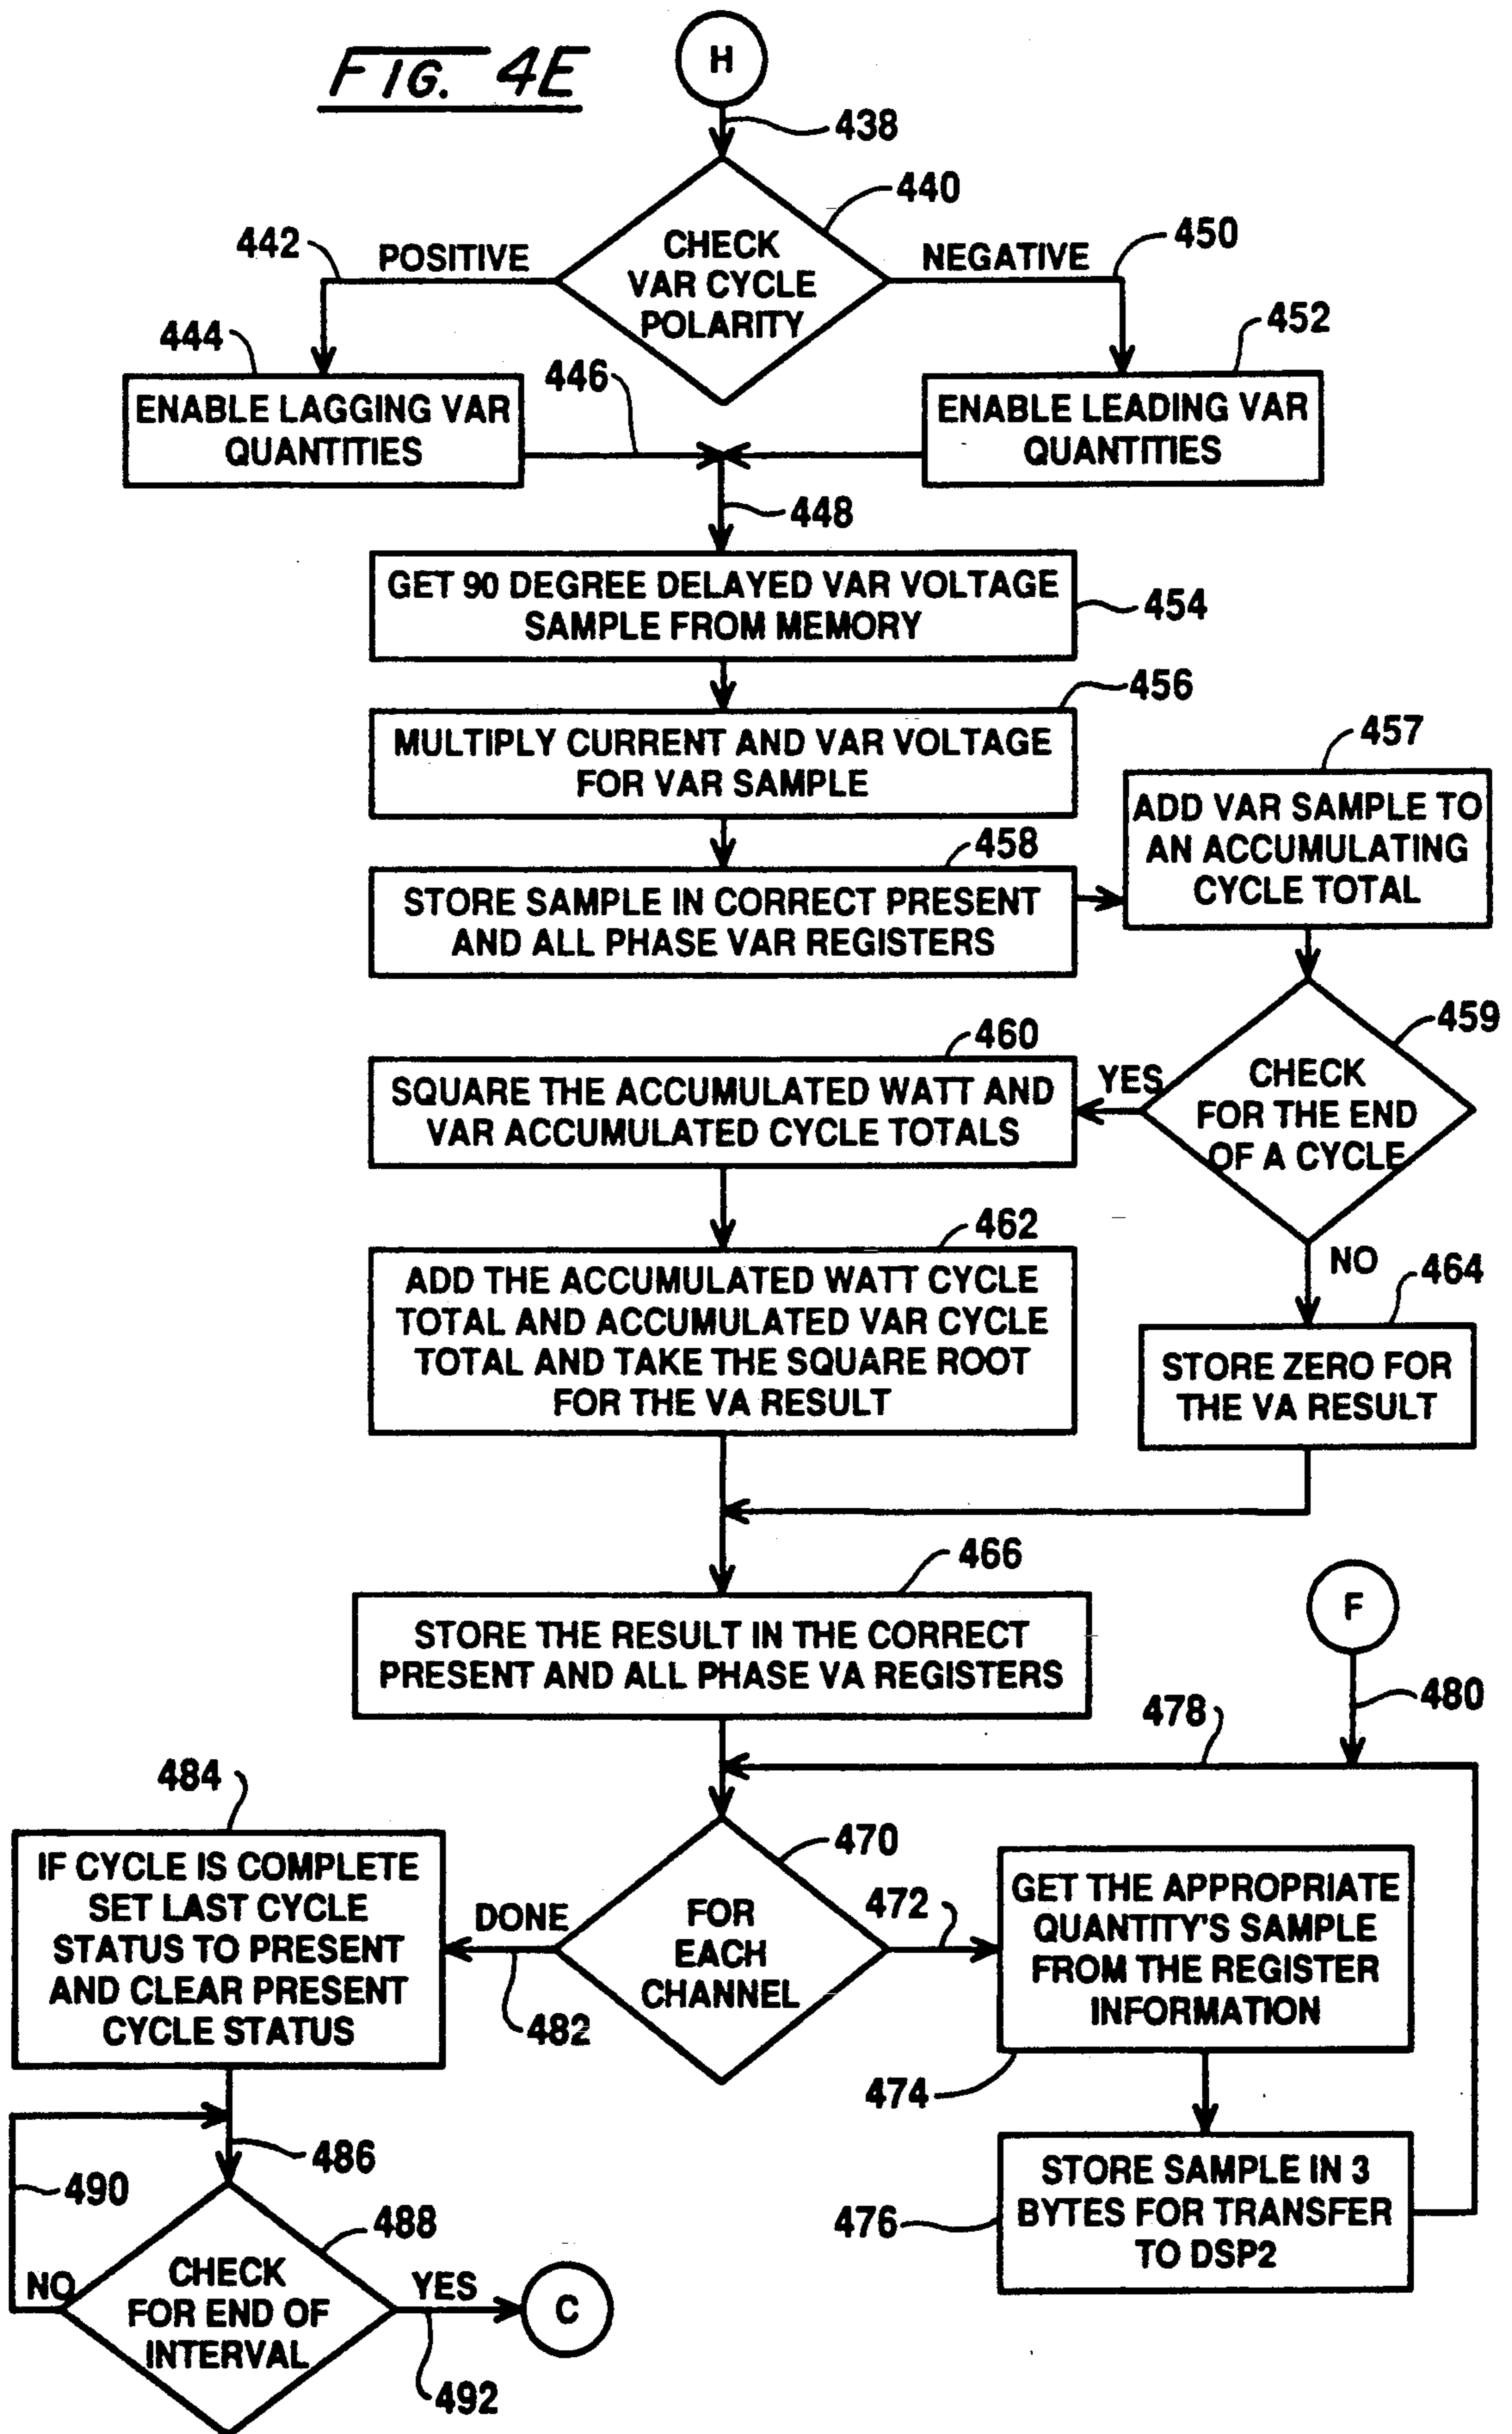 FIG. 4E
H
438
440
CHECK
VAR CYCLE
POLARITY
442
POSITIVE
NEGATIVE
450
444
ENABLE LAGGING VAR
QUANTITIES
446
452
ENABLE LEADING VAR
QUANTITIES
448
GET 90 DEGREE DELAYED VAR VOLTAGE
SAMPLE FROM MEMORY
454
456
MULTIPLY CURRENT AND VAR VOLTAGE
FOR VAR SAMPLE
458
STORE SAMPLE IN CORRECT PRESENT
AND ALL PHASE VAR REGISTERS
457
ADD VAR SAMPLE TO
AN ACCUMULATING
CYCLE TOTAL
459
CHECK
FOR THE END
OF A CYCLE
YES
460
SQUARE THE ACCUMULATED WATT AND
VAR ACCUMULATED CYCLE TOTALS
462
ADD THE ACCUMULATED WATT CYCLE
TOTAL AND ACCUMULATED VAR CYCLE
TOTAL AND TAKE THE SQUARE ROOT
FOR THE VA RESULT
NO
464
STORE ZERO FOR
THE VA RESULT
466
STORE THE RESULT IN THE CORRECT
PRESENT AND ALL PHASE VA REGISTERS
F
480
478
470
FOR
EACH
CHANNEL
472
GET THE APPROPRIATE
QUANTITY'S SAMPLE
FROM THE REGISTER
INFORMATION
474
476
STORE SAMPLE IN 3
BYTES FOR TRANSFER
TO DSP2
DONE
482
484
IF CYCLE IS COMPLETE
SET LAST CYCLE
STATUS TO PRESENT
AND CLEAR PRESENT
CYCLE STATUS
486
490
488
CHECK
FOR END OF
INTERVAL
NO
YES
492
C